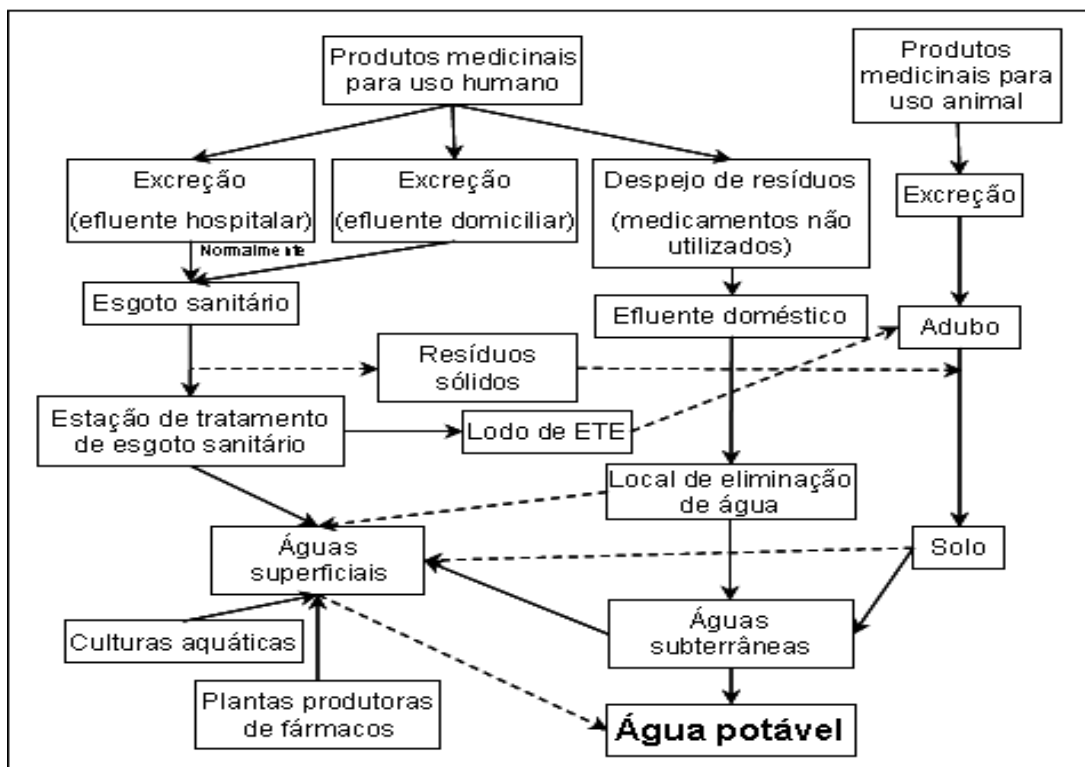 Produtos medicinais
para uso humano
Produtos
medicinais para
uso animal
Excreção
(efluente hospitalar)
Excreção
(efluente domiciliar)
Despejo de resíduos
(medicamentos não
utilizados)
Excreção
Normalmente
Esgoto sanitário
Efluente doméstico
Adubo
Resíduos
sólidos
Estação de tratamento
de esgoto sanitário
Lodo de ETE
Local de eliminação
de água
Águas
superficiais
Solo
Culturas aquáticas
Águas
subterrâneas
Plantas produtoras
de fármacos
Água potável